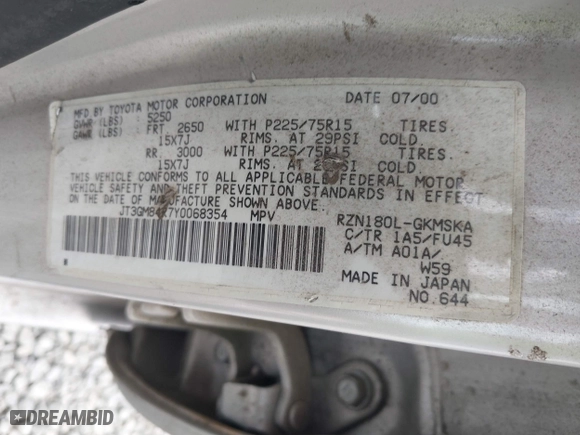 MFD BY TOYOTA MOTOR CORPORATION DATE 07/00
GVWR (LBS) 5250
GAWR (LBS) FRT. 2650 WITH P225/75R15 TIRES.
15X7J RIMS. AT 29PSI COLD
RR. 3000 WITH P225/75R15 TIRES.
15X7J RIMS. AT COLD
THIS VEHICLE CONFORMS TO ALL APPLICABLE FEDERAL MOTOR
VEHICLE SAFETY AND THEFT PREVENTION STANDARDS IN EFFECT
ON THE DATE OF MANUFACTURE SHOWN ABOVE.
JT3GM84R7Y0068354 MPV RZN180L-GKMSKA
C/TR 1A5/FU45
A/TM A01A/
W59
MADE IN JAPAN
NO.644
DREAMBID